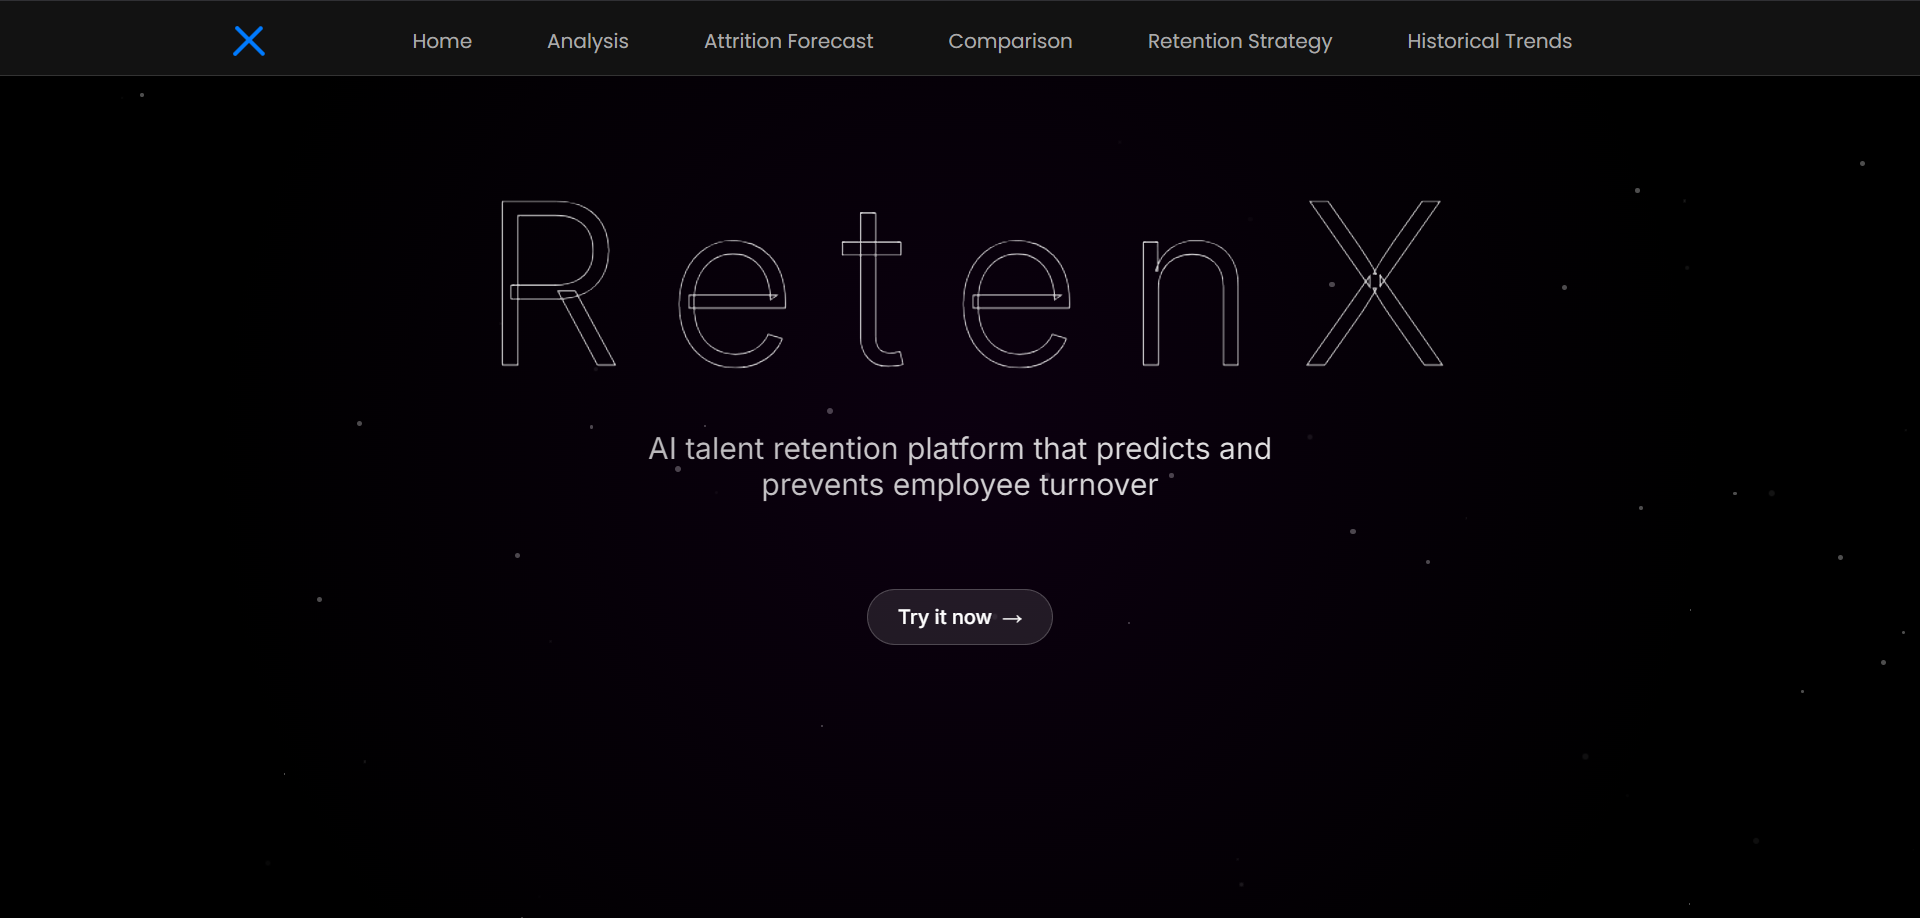 Home Analysis Attrition Forecast Comparison Retention Strategy Historical Trends
RetenX
AI talent retention platform that predicts and
prevents employee turnover
Try it now →